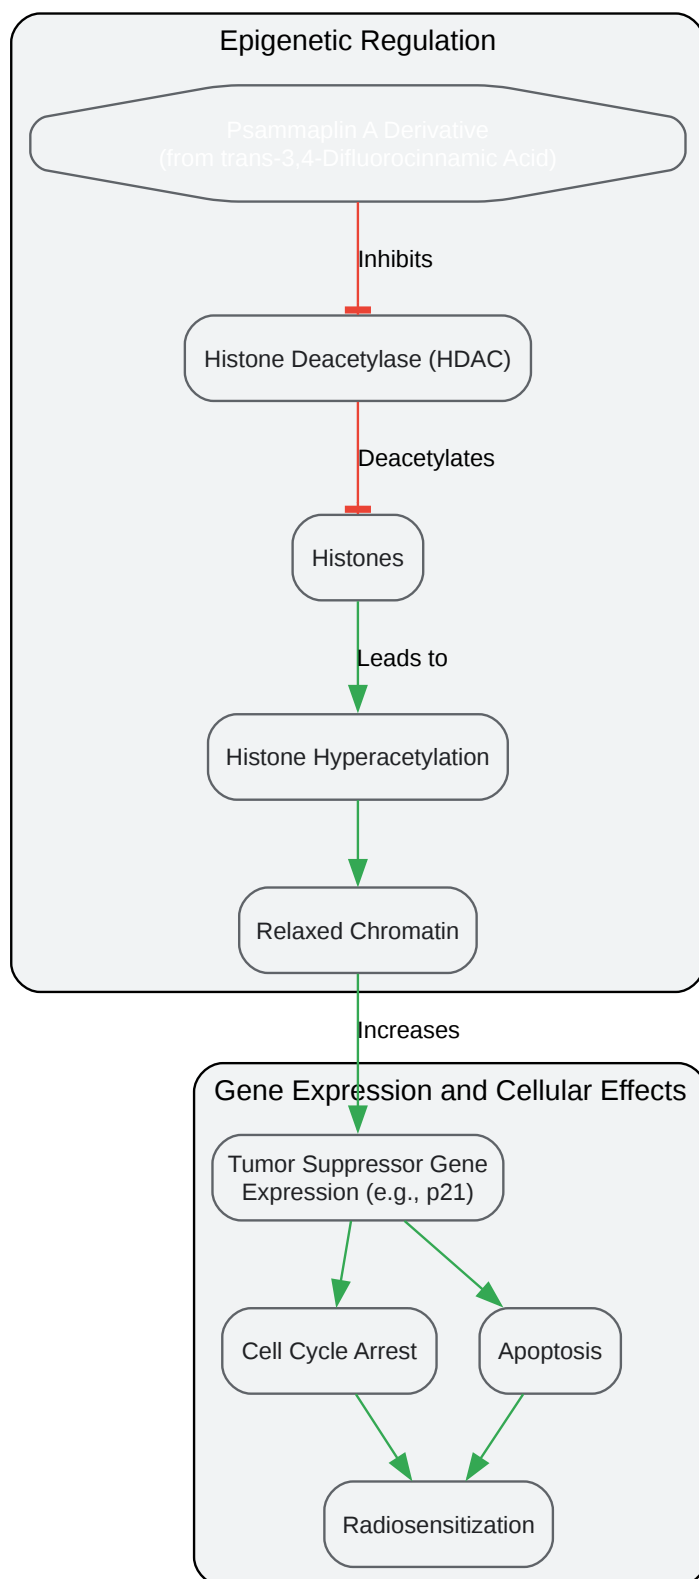 Epigenetic Regulation
Psammaplin A Derivative
(from trans-3,4-Difluorocinnamic Acid)
Inhibits
Histone Deacetylase (HDAC)
Deacetylates
Histones
Leads to
Histone Hyperacetylation
Relaxed Chromatin
Increases
Gene Expression and Cellular Effects
Tumor Suppressor Gene
Expression (e.g., p21)
Cell Cycle Arrest
Apoptosis
Radiosensitization